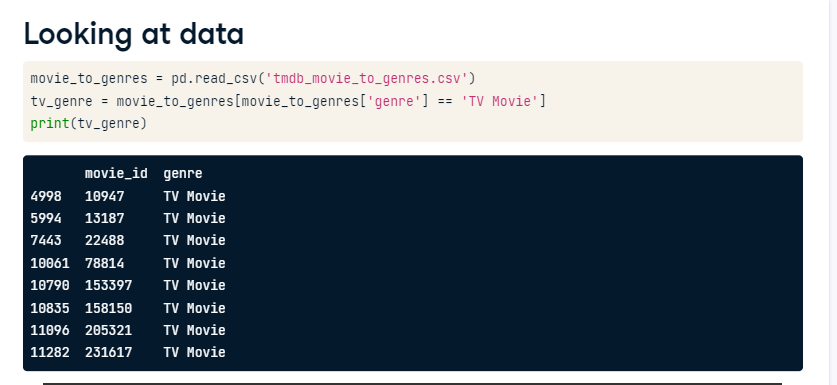 Looking at data
movie_to_genres = pd.read_csv('tmdb_movie_to_genres.csv')
tv_genre = movie_to_genres[movie_to_genres['genre'] == 'TV Movie']
print(tv_genre)
movie_id genre
4998 10947 TV Movie
5994 13187 TV Movie
7443 22488 TV Movie
10061 78814 TV Movie
10790 153397 TV Movie
10835 158150 TV Movie
11096 205321 TV Movie
11282 231617 TV Movie